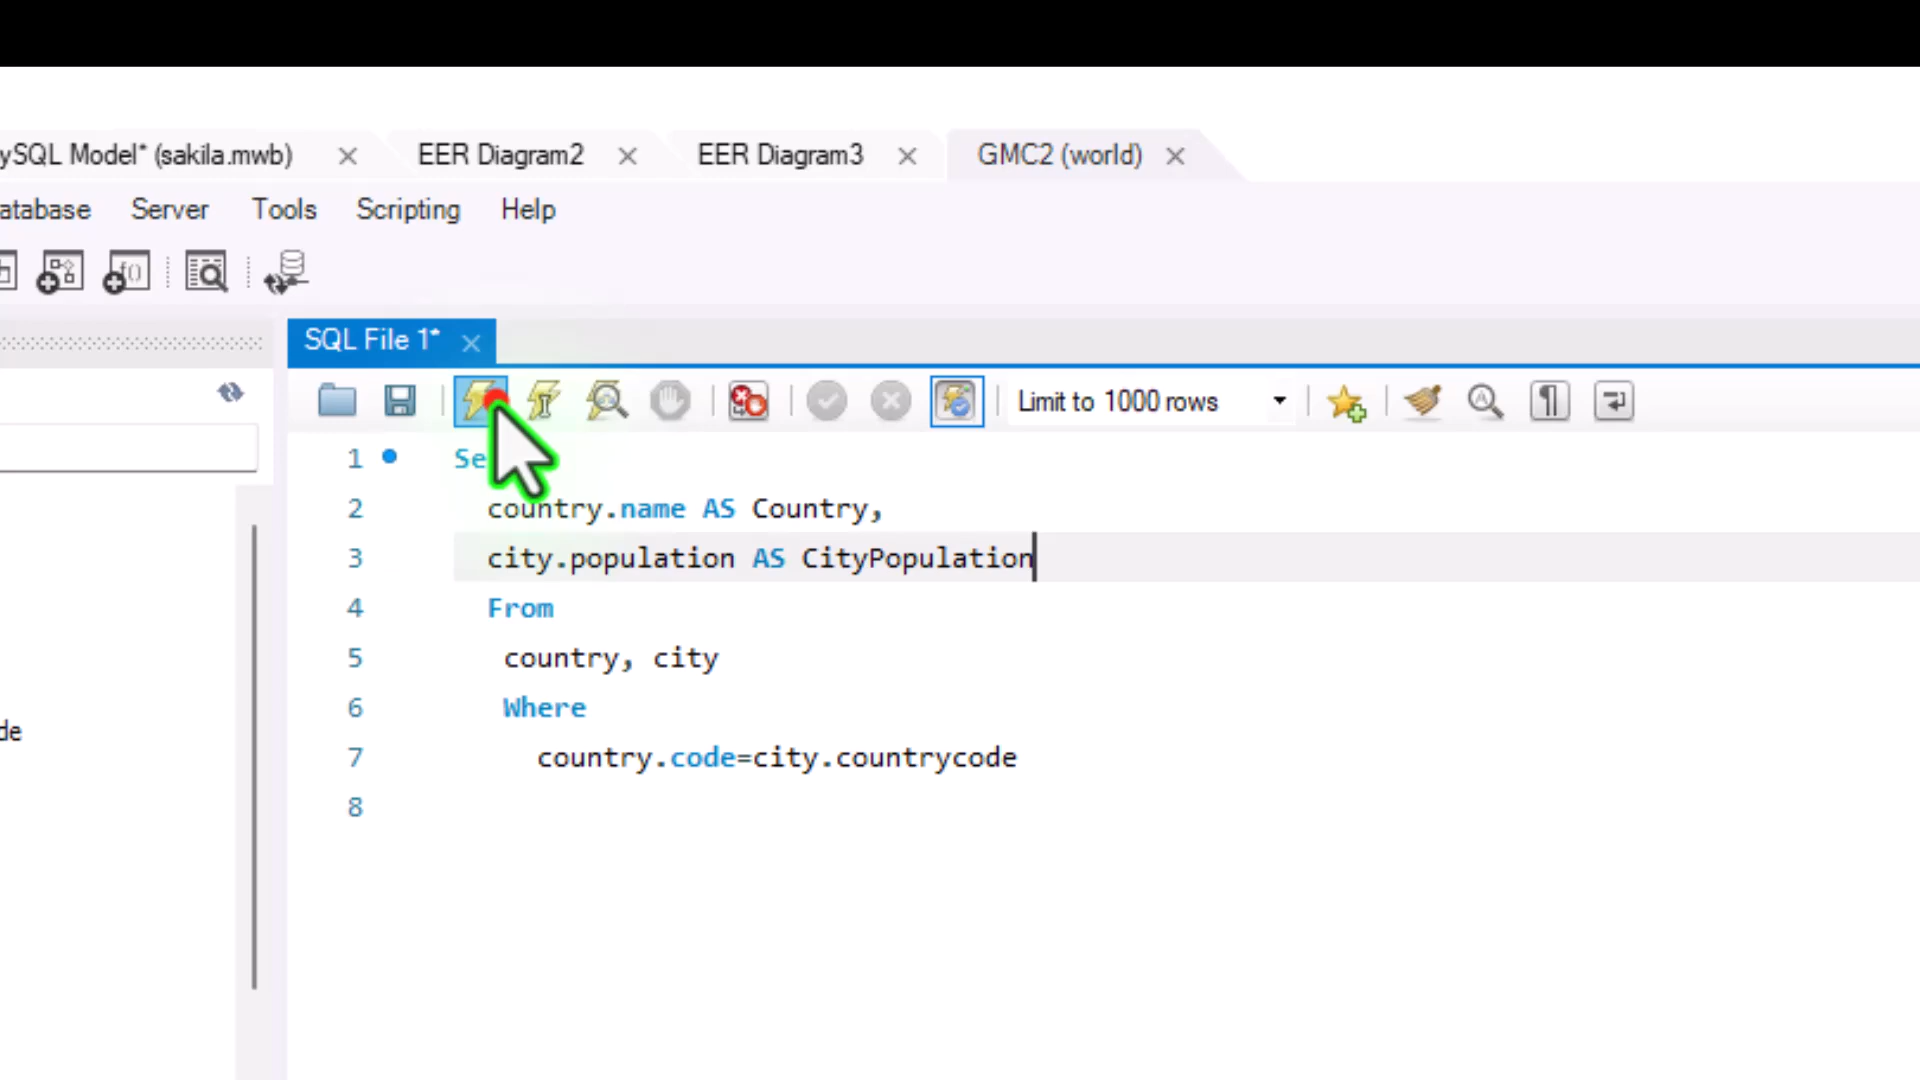 ySQL Model* (sakila.mwb) EER Diagram2 EER Diagram3 GMC2 (world)
atabase Server Tools Scripting Help
SQL File 1*
Limit to 1000 rows
1 Se
2 country.name AS Country,
3 city.population AS CityPopulation
4 From
5 country, city
6 Where
de
7 country.code=city.countrycode
8